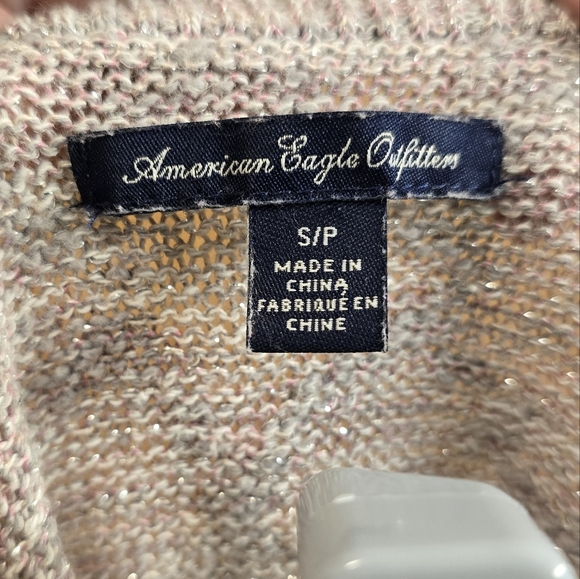 American Eagle Outfitters
S/P
MADE IN
CHINA
FABRIQUÉ EN
CHINE